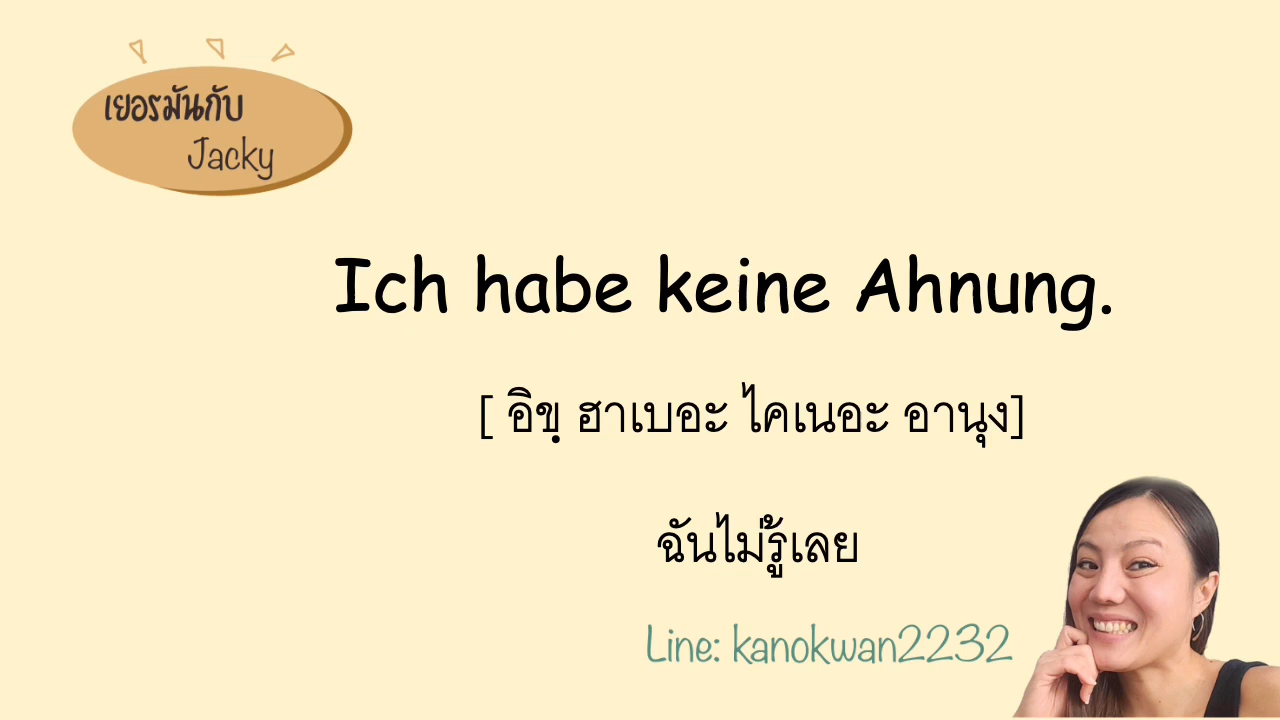 เยอรมันกับ
Jacky
Ich habe keine Ahnung.
[ อิขฺ ฮาเบอะ ไคเนอะ อานุง]
ฉันไม่รู้เลย
Line: kanokwan2232